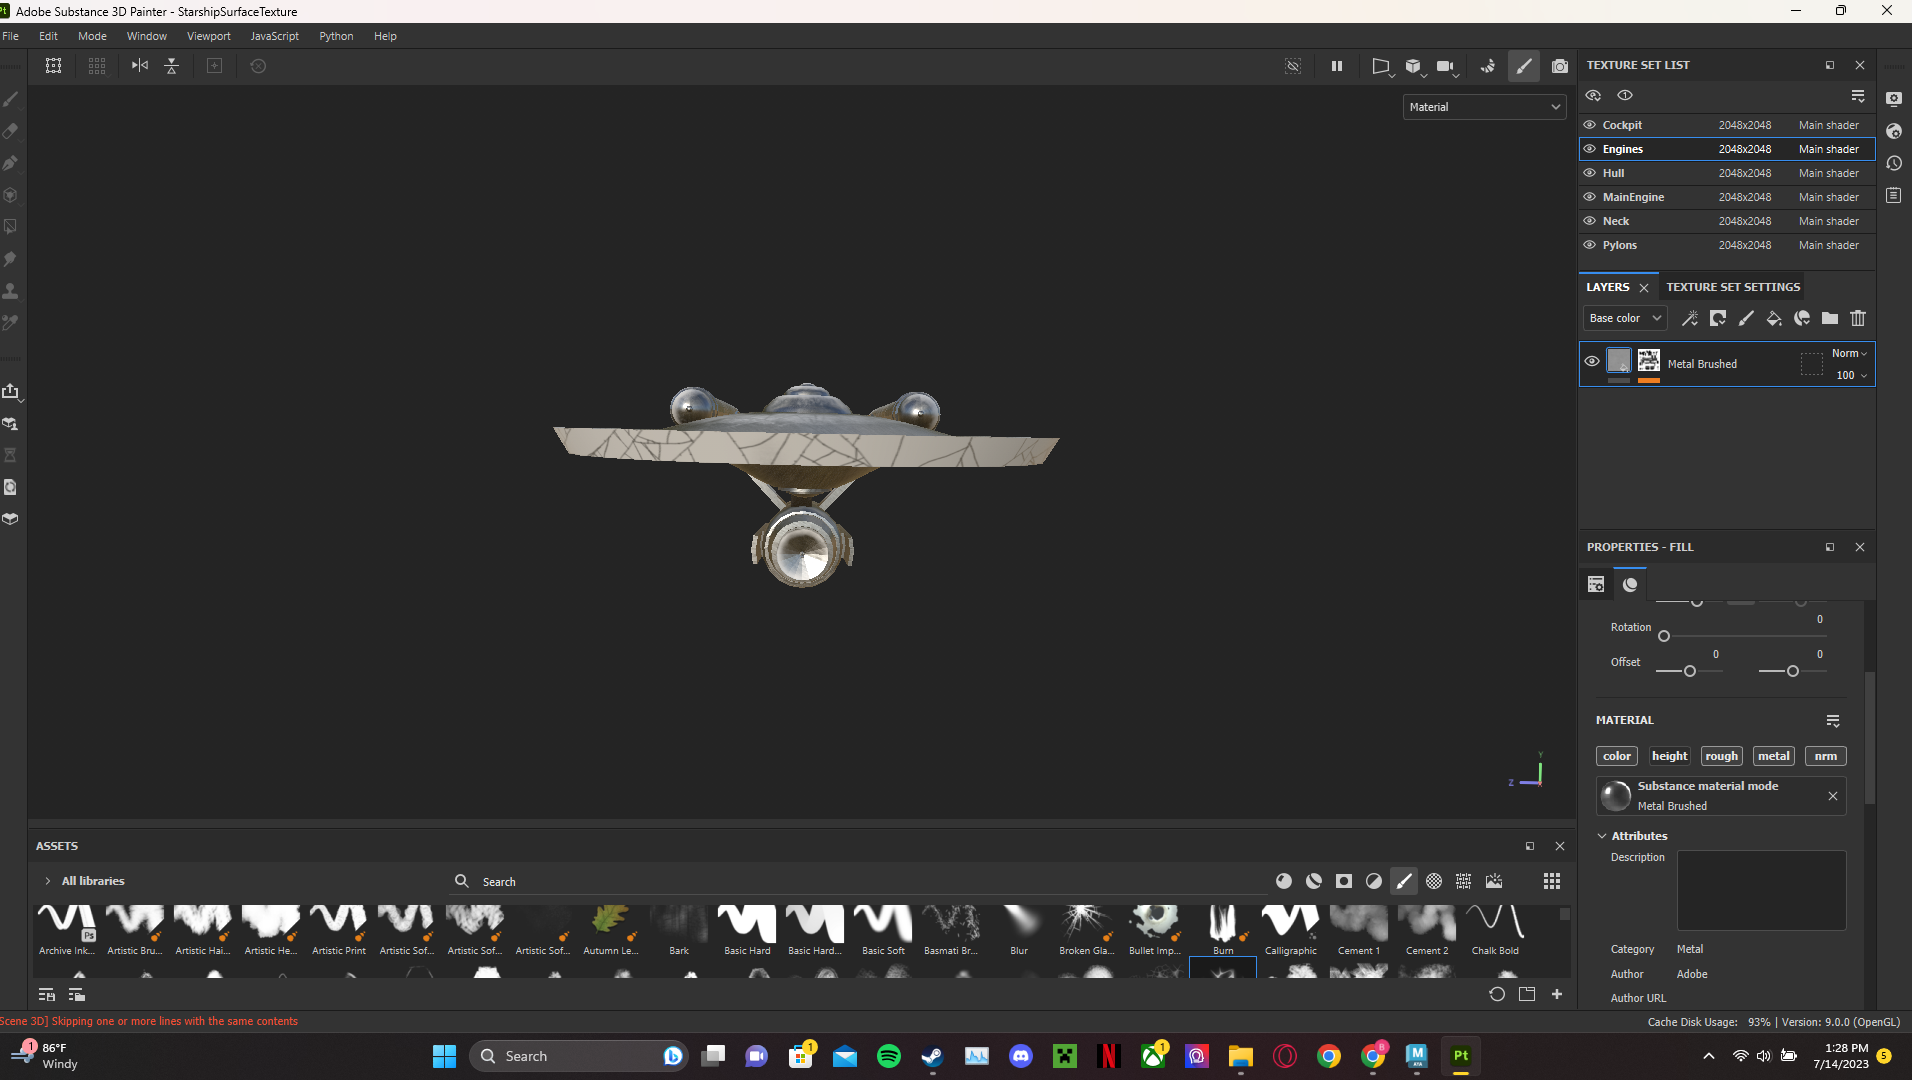 Pt Adobe Substance 3D Painter - StarshipSurfaceTexture
File Edit Mode Window Viewport JavaScript Python Help
Material
TEXTURE SET LIST
Cockpit 2048x2048 Main shader
Engines 2048x2048 Main shader
Hull 2048x2048 Main shader
MainEngine 2048x2048 Main shader
Neck 2048x2048 Main shader
Pylons 2048x2048 Main shader
LAYERS TEXTURE SET SETTINGS
Base color
Metal Brushed Norm
100
PROPERTIES - FILL
0
Rotation
0 0
Offset
MATERIAL
color height rough metal nrm
Substance material mode
Metal Brushed
Attributes
Description
Category Metal
Author Adobe
Author URL
Y
Z
ASSETS
All libraries
Search
Ps
Archive Ink... Artistic Bru... Artistic Hai... Artistic He... Artistic Print Artistic Sof... Artistic Sof... Artistic Sof... Autumn Le... Bark Basic Hard Basic Hard... Basic Soft Basmati Br... Blur Broken Gla... Bullet Imp... Burn Calligraphic Cement 1 Cement 2 Chalk Bold
Scene 3D] Skipping one or more lines with the same contents
Cache Disk Usage: 93% | Version: 9.0.0 (OpenGL)
1
86°F
Windy
Search
1
1
B
Pt
1:28 PM
7/14/2023
5